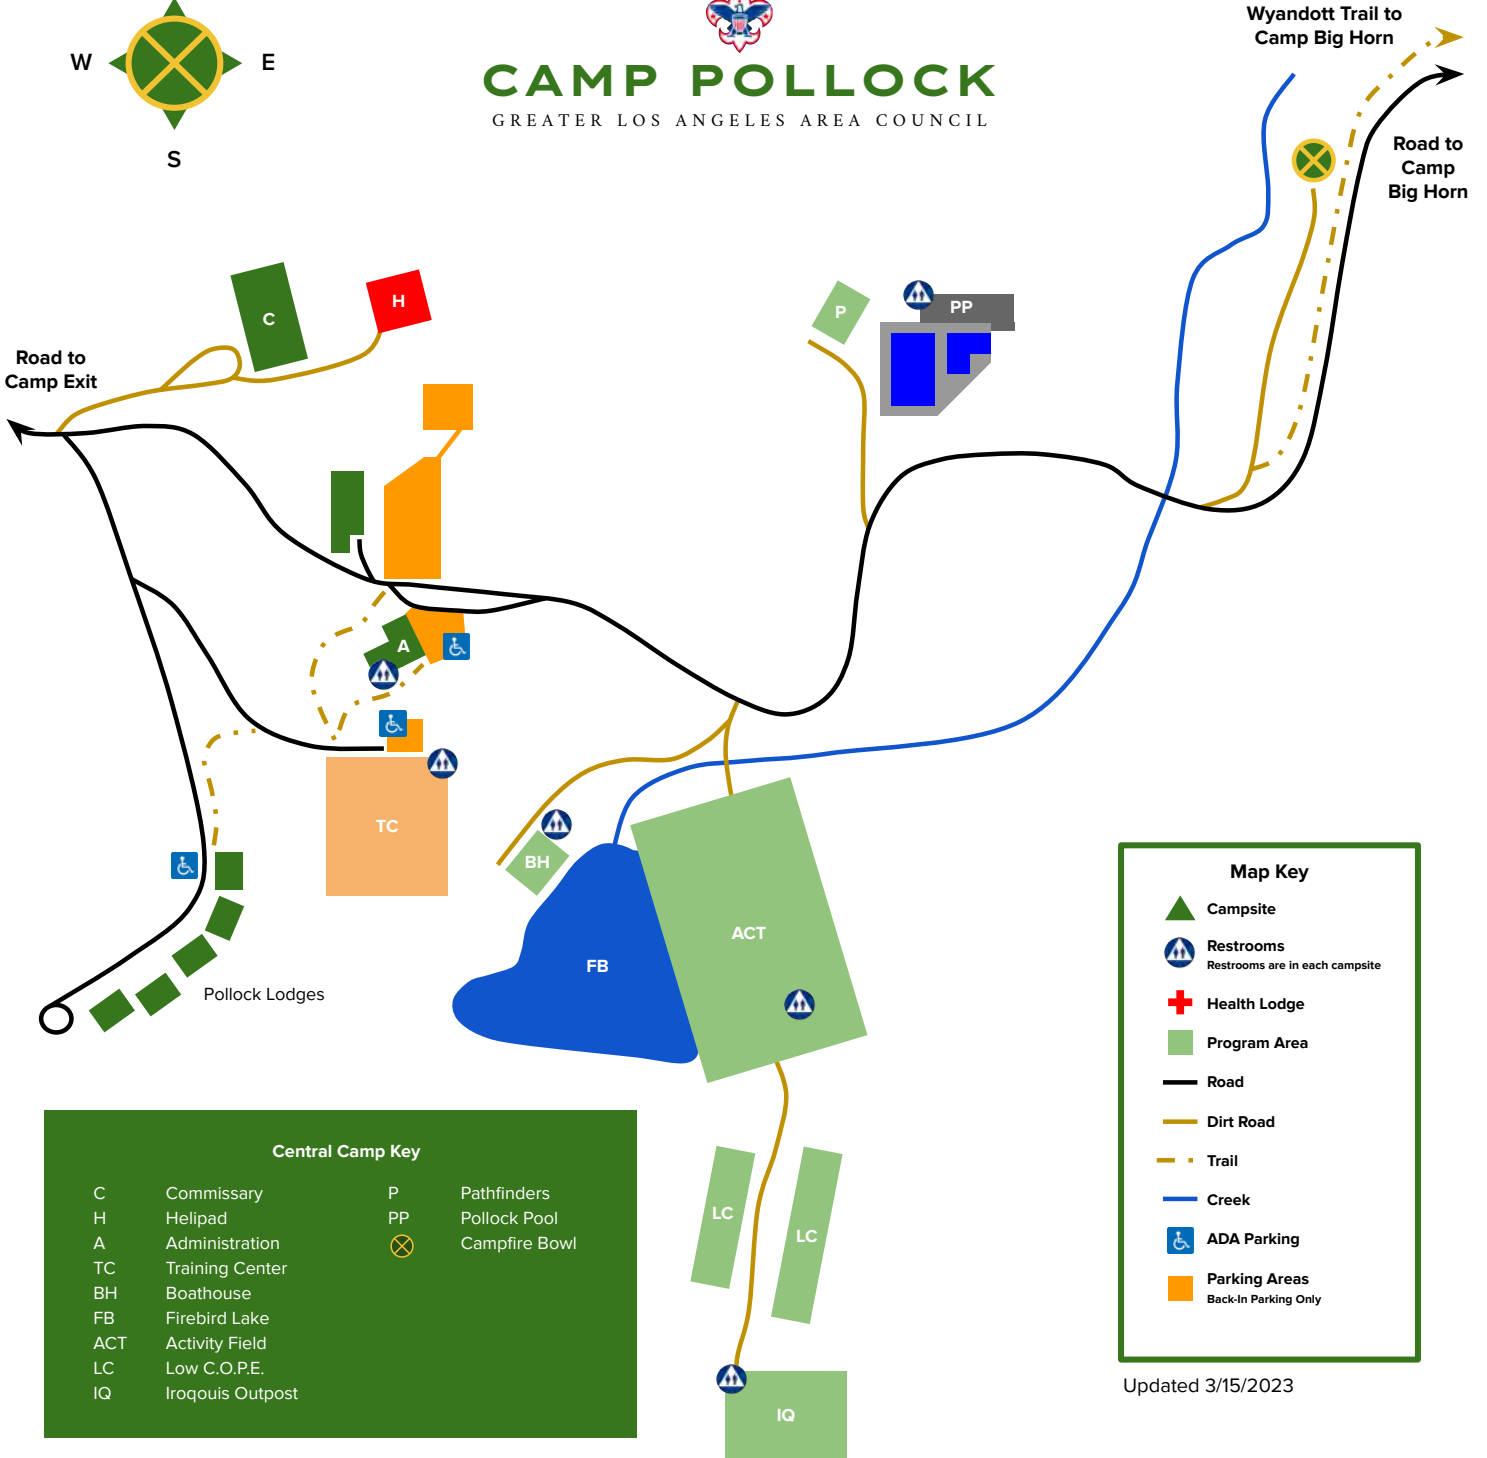 W
E
S
CAMP POLLOCK
GREATER LOS ANGELES AREA COUNCIL
Wyandott Trail to
Camp Big Horn
Road to
Camp
Big Horn
C
H
P
PP
Road to
Camp Exit
A
TC
BH
FB
ACT
Pollock Lodges
LC
LC
IQ
Map Key
Campsite
Restrooms
Restrooms are in each campsite
Health Lodge
Program Area
Road
Dirt Road
Trail
Creek
ADA Parking
Parking Areas
Back-In Parking Only
Updated 3/15/2023
Central Camp Key
C Commissary
H Helipad
A Administration
TC Training Center
BH Boathouse
FB Firebird Lake
ACT Activity Field
LC Low C.O.P.E.
IQ Iroqouis Outpost
P Pathfinders
PP Pollock Pool
Campfire Bowl